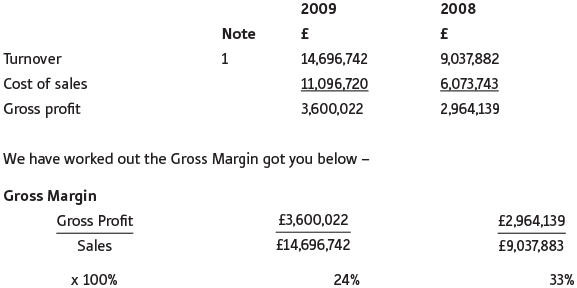 2009 2008
Note £ £
Turnover 1 14,696,742 9,037,882
Cost of sales 11,096,720 6,073,743
Gross profit 3,600,022 2,964,139
We have worked out the Gross Margin got you below –
Gross Margin
Gross Profit £3,600,022 £2,964,139
Sales £14,696,742 £9,037,883
x 100% 24% 33%